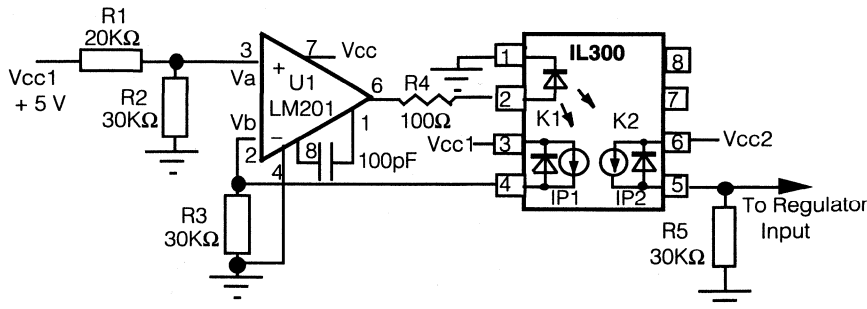 R1
20KΩ
Vcc1
+ 5 V
R2
30KΩ
3
Va
+
7
Vcc
U1
LM201
6
Vb
−
2
4
8
1
100pF
R4
100Ω
R3
30KΩ
IL300
1
2
3
4
8
7
6
5
K1
K2
Vcc1
Vcc2
IP1
IP2
To Regulator
Input
R5
30KΩ